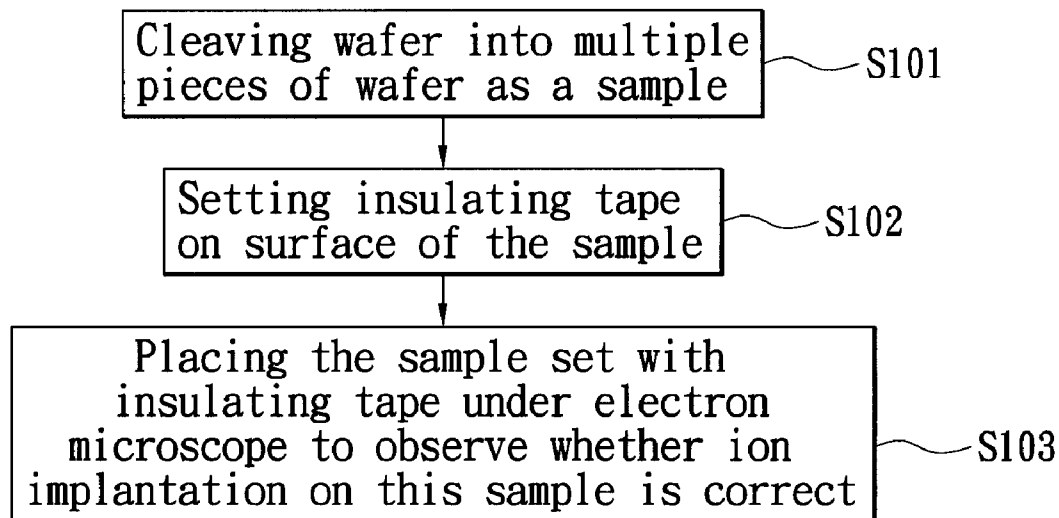 Cleaving wafer into multiple
pieces of wafer as a sample
S101
Setting insulating tape
on surface of the sample
S102
Placing the sample set with
insulating tape under electron
microscope to observe whether ion
implantation on this sample is correct
S103